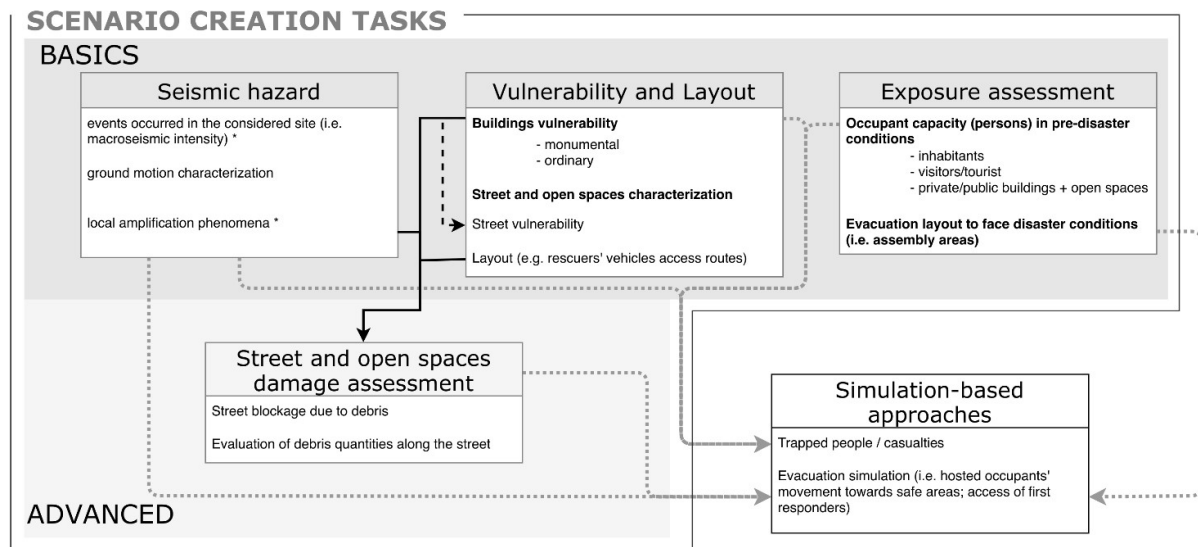 SCENARIO CREATION TASKS
BASICS
Seismic hazard
events occurred in the considered site (i.e.
macroseismic intensity) *
ground motion characterization
local amplification phenomena *
Vulnerability and Layout
Buildings vulnerability
- monumental
- ordinary
Street and open spaces characterization
Street vulnerability
Layout (e.g. rescuers' vehicles access routes)
Exposure assessment
Occupant capacity (persons) in pre-disaster
conditions
- inhabitants
- visitors/tourist
- private/public buildings + open spaces
Evacuation layout to face disaster conditions
(i.e. assembly areas)
Street and open spaces
damage assessment
Street blockage due to debris
Evaluation of debris quantities along the street
Simulation-based
approaches
Trapped people / casualties
Evacuation simulation (i.e. hosted occupants'
movement towards safe areas; access of first
responders)
ADVANCED